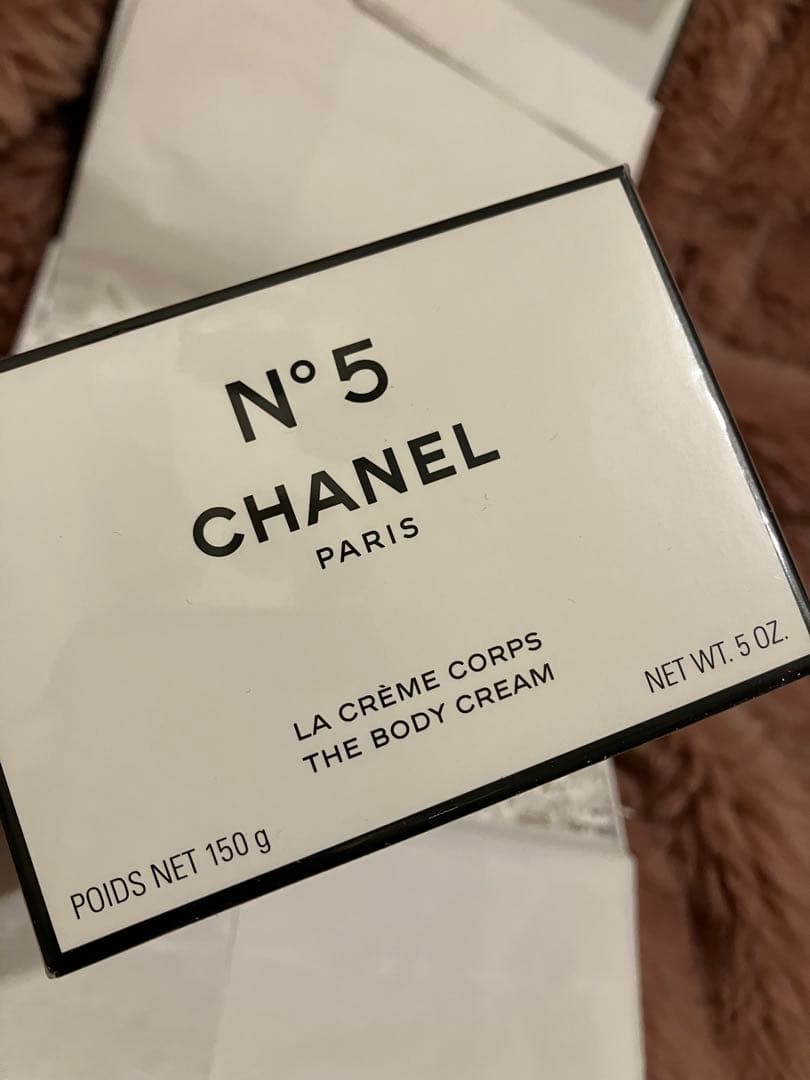 N° 5
CHANEL
PARIS
LA CRÈME CORPS
THE BODY CREAM
NET WT. 5 OZ.
POIDS NET 150 g